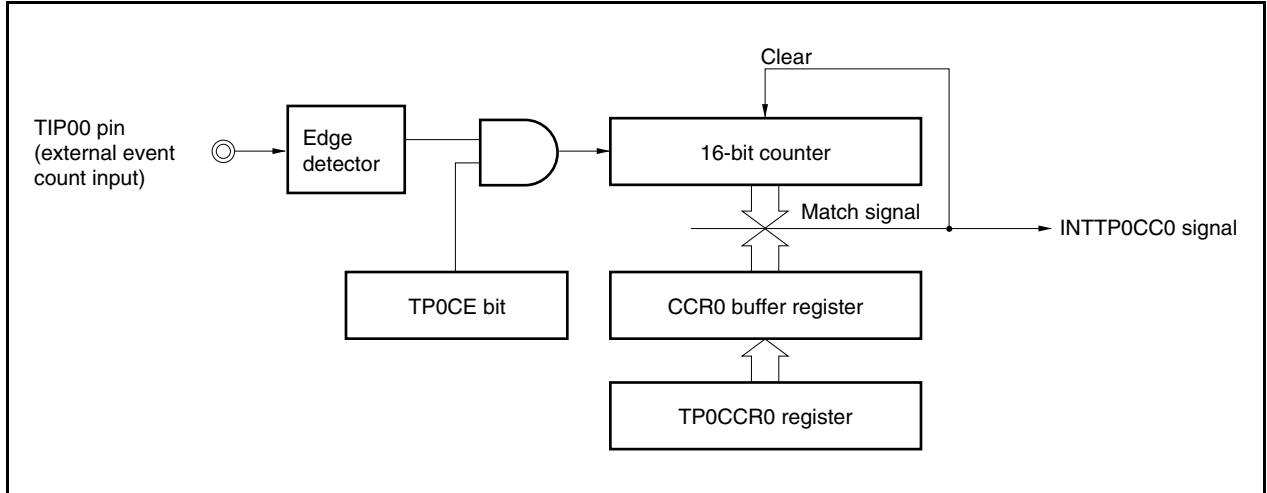 Clear
TIP00 pin
(external event
count input)
Edge
detector
16-bit counter
Match signal
INTTP0CC0 signal
TP0CE bit
CCR0 buffer register
TP0CCR0 register